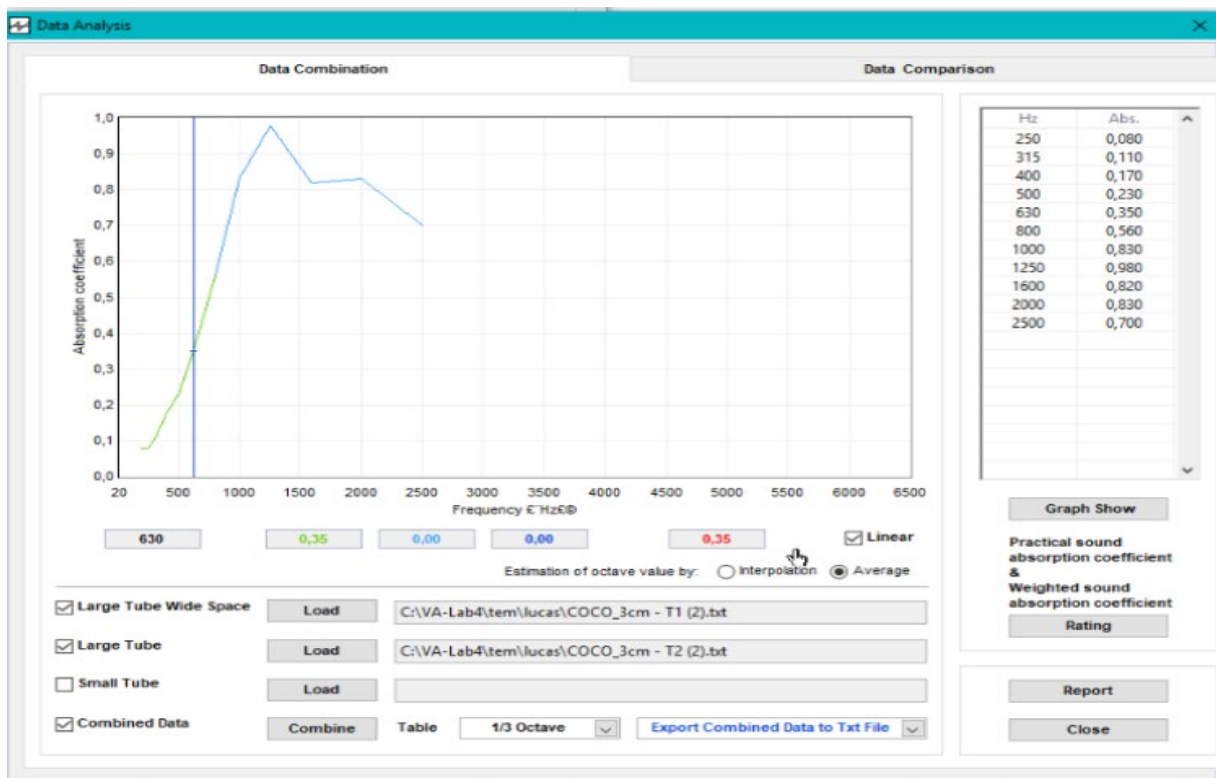 Data Analysis
Data Combination
Data Comparison
1,0
0,9
0,8
0,7
0,6
0,5
0,4
0,3
0,2
0,1
0,0
Absorption coefficient
20 500 1000 1500 2000 2500 3000 3500 4000 4500 5000 5500 6000 6500
Frequency £¨Hz£©
630 0,35 0,00 0,00 0,35 Linear
Estimation of octave value by: Interpolation Average
Large Tube Wide Space Load C:\VA-Lab4\tem\lucas\COCO_3cm - T1 (2).txt
Large Tube Load C:\VA-Lab4\tem\lucas\COCO_3cm - T2 (2).txt
Small Tube Load
Combined Data Combine Table 1/3 Octave Export Combined Data to Txt File
Hz Abs.
250 0,080
315 0,110
400 0,170
500 0,230
630 0,350
800 0,560
1000 0,830
1250 0,980
1600 0,820
2000 0,830
2500 0,700
Graph Show
Practical sound
absorption coefficient
&
Weighted sound
absorption coefficient
Rating
Report
Close